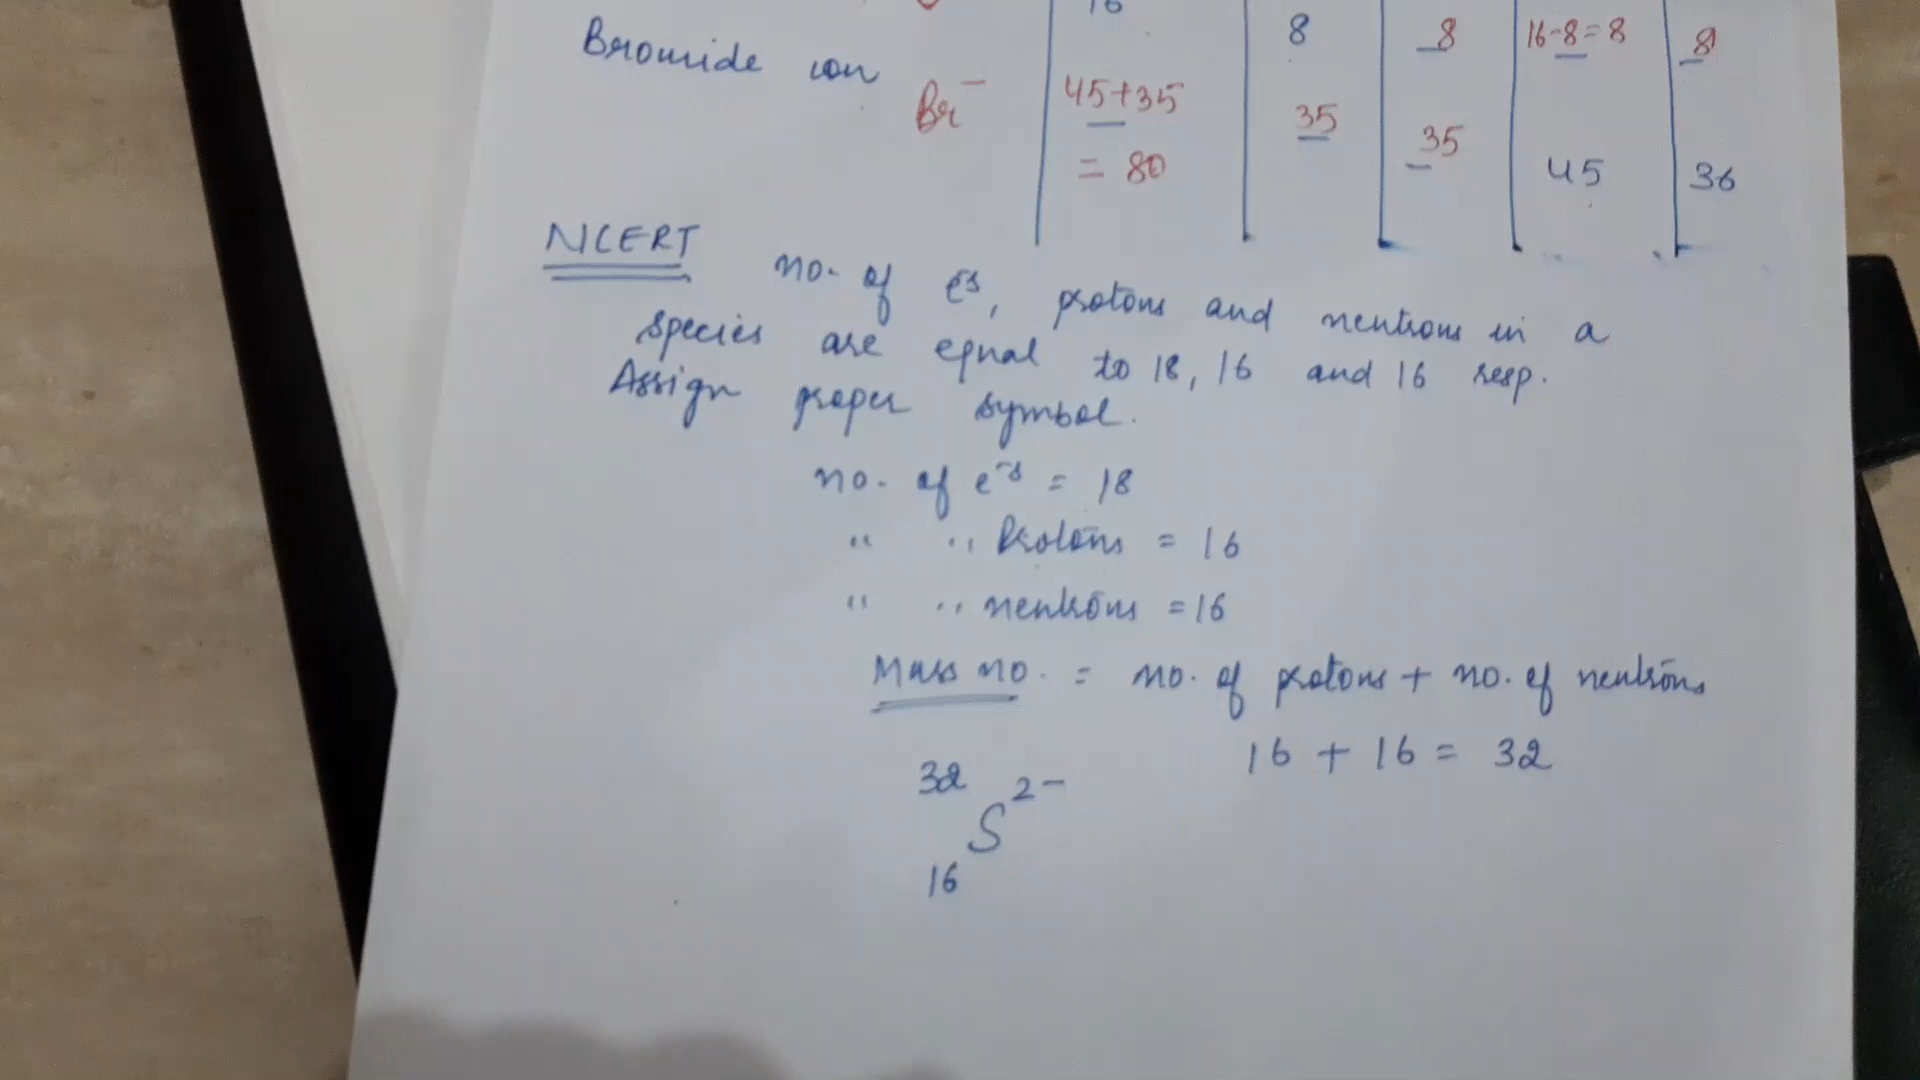 16 8 8 16-8=8 8
Bromide ion Br⁻ 45+35 35 35 45 36
= 80
NCERT no. of e⁻s, protons and neutrons in a
species are equal to 18, 16 and 16 resp.
Assign proper symbol.
no. of e⁻s = 18
" " Protons = 16
" " neutrons = 16
Mass no. = no. of protons + no. of neutrons
16 + 16 = 32
32 2-
S
16